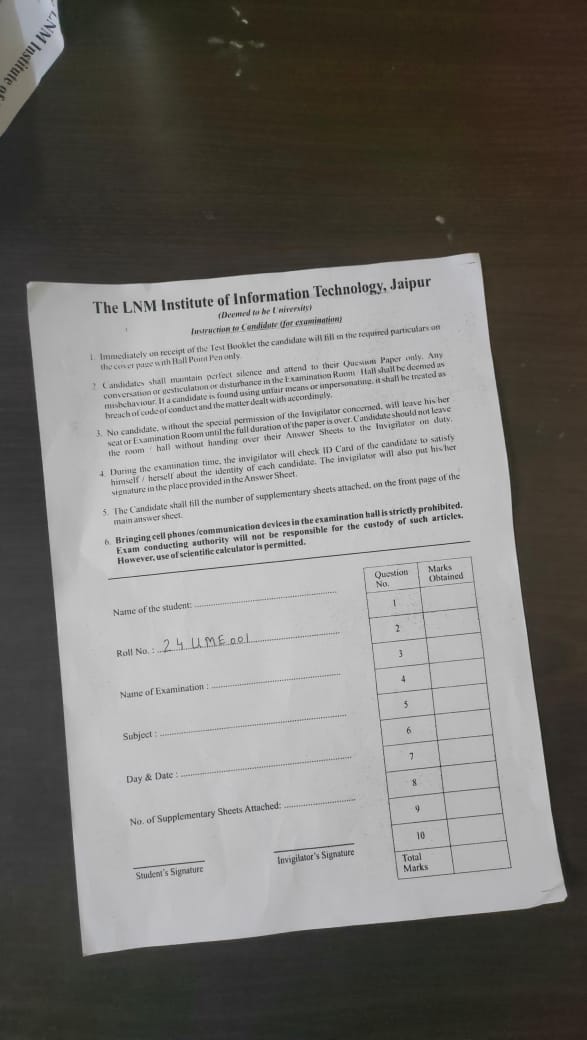 LNM Institute of
The LNM Institute of Information Technology, Jaipur
(Deemed to be University)
Instruction to Candidate (for examination)
1. Immediately on receipt of the Test Booklet the candidate will fill in the required particulars on
the cover page with Ball Point Pen only.
2. Candidates shall maintain perfect silence and attend to their Question Paper only. Any
conversation or gesticulation or disturbance in the Examination Room / Hall shall be deemed as
misbehaviour. If a candidate is found using unfair means or impersonating, it shall be treated as
breach of code of conduct and the matter dealt with accordingly.
3. No candidate, without the special permission of the Invigilator concerned, will leave his/her
seat or Examination Room until the full duration of the paper is over. Candidate should not leave
the room / hall without handing over their Answer Sheets to the Invigilator on duty.
4. During the examination time, the invigilator will check ID Card of the candidate to satisfy
himself / herself about the identity of each candidate. The invigilator will also put his/her
signature in the place provided in the Answer Sheet.
5. The Candidate shall fill the number of supplementary sheets attached, on the front page of the
main answer sheet.
6. Bringing cell phones/communication devices in the examination hall is strictly prohibited.
Exam conducting authority will not be responsible for the custody of such articles.
However, use of scientific calculator is permitted.
Name of the student:
Roll No. : 24UME001
Name of Examination :
Subject :
Day & Date :
No. of Supplementary Sheets Attached:
Student's Signature
Invigilator's Signature
Question No. Marks Obtained
1
2
3
4
5
6
7
8
9
10
Total Marks